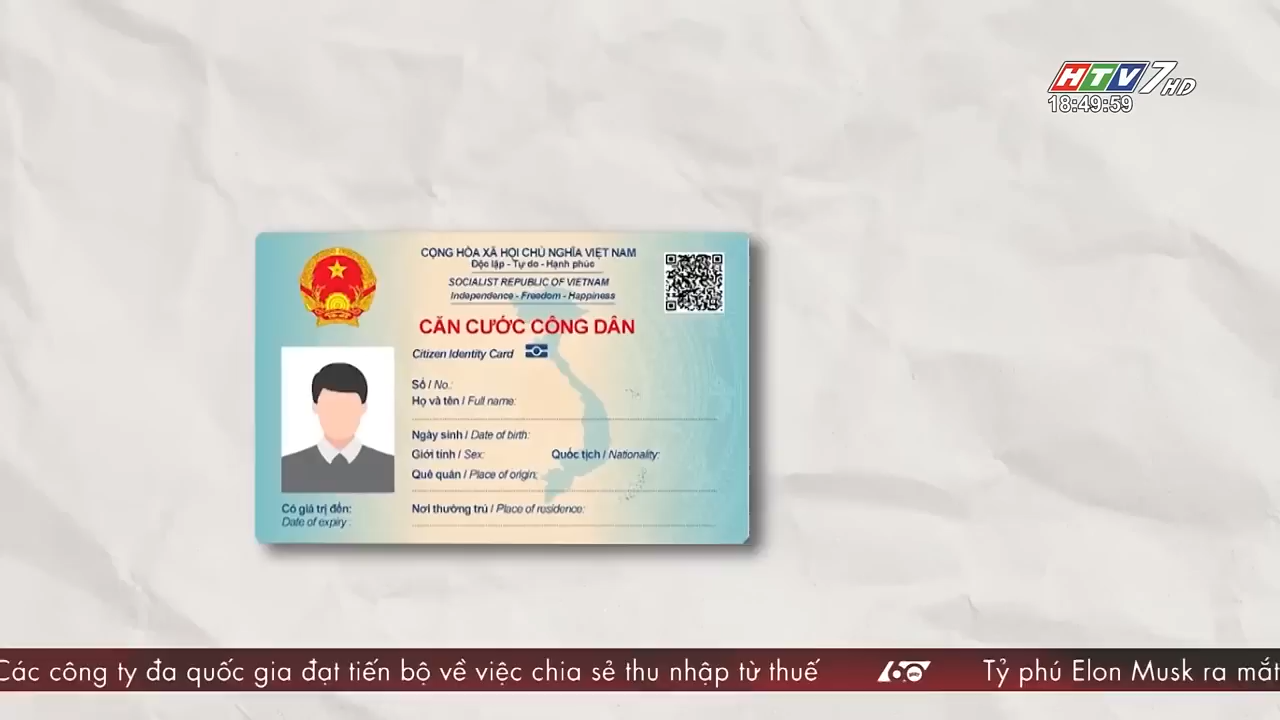 HTV7HD
18:49:59
CỘNG HÒA XÃ HỘI CHỦ NGHĨA VIỆT NAM
Độc lập - Tự do - Hạnh phúc
SOCIALIST REPUBLIC OF VIETNAM
Independence - Freedom - Happiness
CĂN CƯỚC CÔNG DÂN
Citizen Identity Card
Số / No.:
Họ và tên / Full name:
Ngày sinh / Date of birth:
Giới tính / Sex: Quốc tịch / Nationality:
Quê quán / Place of origin:
Có giá trị đến:
Date of expiry :
Nơi thường trú / Place of residence:
Các công ty đa quốc gia đạt tiến bộ về việc chia sẻ thu nhập từ thuế 60 Tỷ phú Elon Musk ra mắt